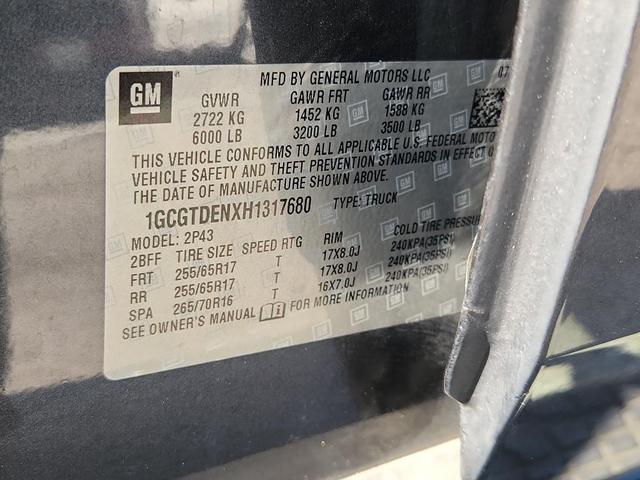 GM
MFD BY GENERAL MOTORS LLC 07
GVWR GAWR FRT GAWR RR
2722 KG 1452 KG 1588 KG
6000 LB 3200 LB 3500 LB
THIS VEHICLE CONFORMS TO ALL APPLICABLE U.S. FEDERAL MOTO
VEHICLE SAFETY AND THEFT PREVENTION STANDARDS IN EFFECT O
THE DATE OF MANUFACTURE SHOWN ABOVE.
1GCGTDENXH1317680 TYPE: TRUCK
MODEL: 2P43
2BFF TIRE SIZE SPEED RTG RIM COLD TIRE PRESSU
FRT 255/65R17 T 17X8.0J 240KPA(35PSI)
RR 255/65R17 T 17X8.0J 240KPA(35PSI)
SPA 265/70R16 T 16X7.0J 240KPA(35PSI)
SEE OWNER'S MANUAL FOR MORE INFORMATION